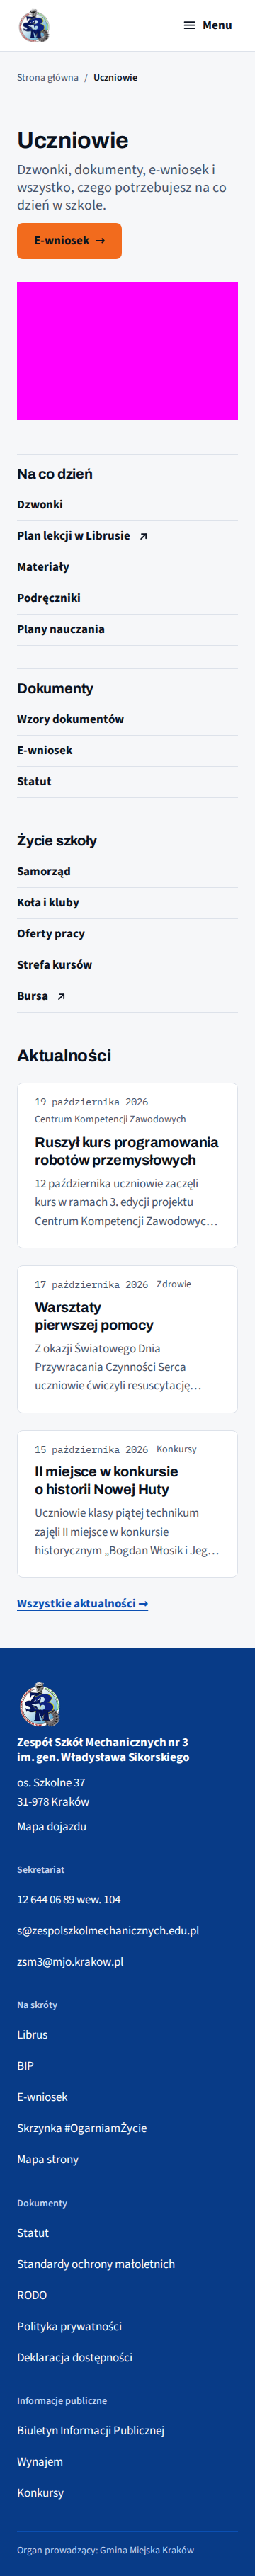 Menu
Strona główna / Uczniowie
Uczniowie
Dzwonki, dokumenty, e-wniosek i
wszystko, czego potrzebujesz na co
dzień w szkole.
E-wniosek →
Na co dzień
Dzwonki
Plan lekcji w Librusie ↗
Materiały
Podręczniki
Plany nauczania
Dokumenty
Wzory dokumentów
E-wniosek
Statut
Życie szkoły
Samorząd
Koła i kluby
Oferty pracy
Strefa kursów
Bursa ↗
Aktualności
19 października 2026
Centrum Kompetencji Zawodowych
Ruszył kurs programowania
robotów przemysłowych
12 października uczniowie zaczęli
kurs w ramach 3. edycji projektu
Centrum Kompetencji Zawodowyc…
17 października 2026 Zdrowie
Warsztaty
pierwszej pomocy
Z okazji Światowego Dnia
Przywracania Czynności Serca
uczniowie ćwiczyli resuscytację…
15 października 2026 Konkursy
II miejsce w konkursie
o historii Nowej Huty
Uczniowie klasy piątej technikum
zajęli II miejsce w konkursie
historycznym „Bogdan Włosik i Jeg…
Wszystkie aktualności →
Zespół Szkół Mechanicznych nr 3
im. gen. Władysława Sikorskiego
os. Szkolne 37
31-978 Kraków
Mapa dojazdu
Sekretariat
12 644 06 89 wew. 104
s@zespolszkolmechanicznych.edu.pl
zsm3@mjo.krakow.pl
Na skróty
Librus
BIP
E-wniosek
Skrzynka #OgarniamŻycie
Mapa strony
Dokumenty
Statut
Standardy ochrony małoletnich
RODO
Polityka prywatności
Deklaracja dostępności
Informacje publiczne
Biuletyn Informacji Publicznej
Wynajem
Konkursy
Organ prowadzący: Gmina Miejska Kraków